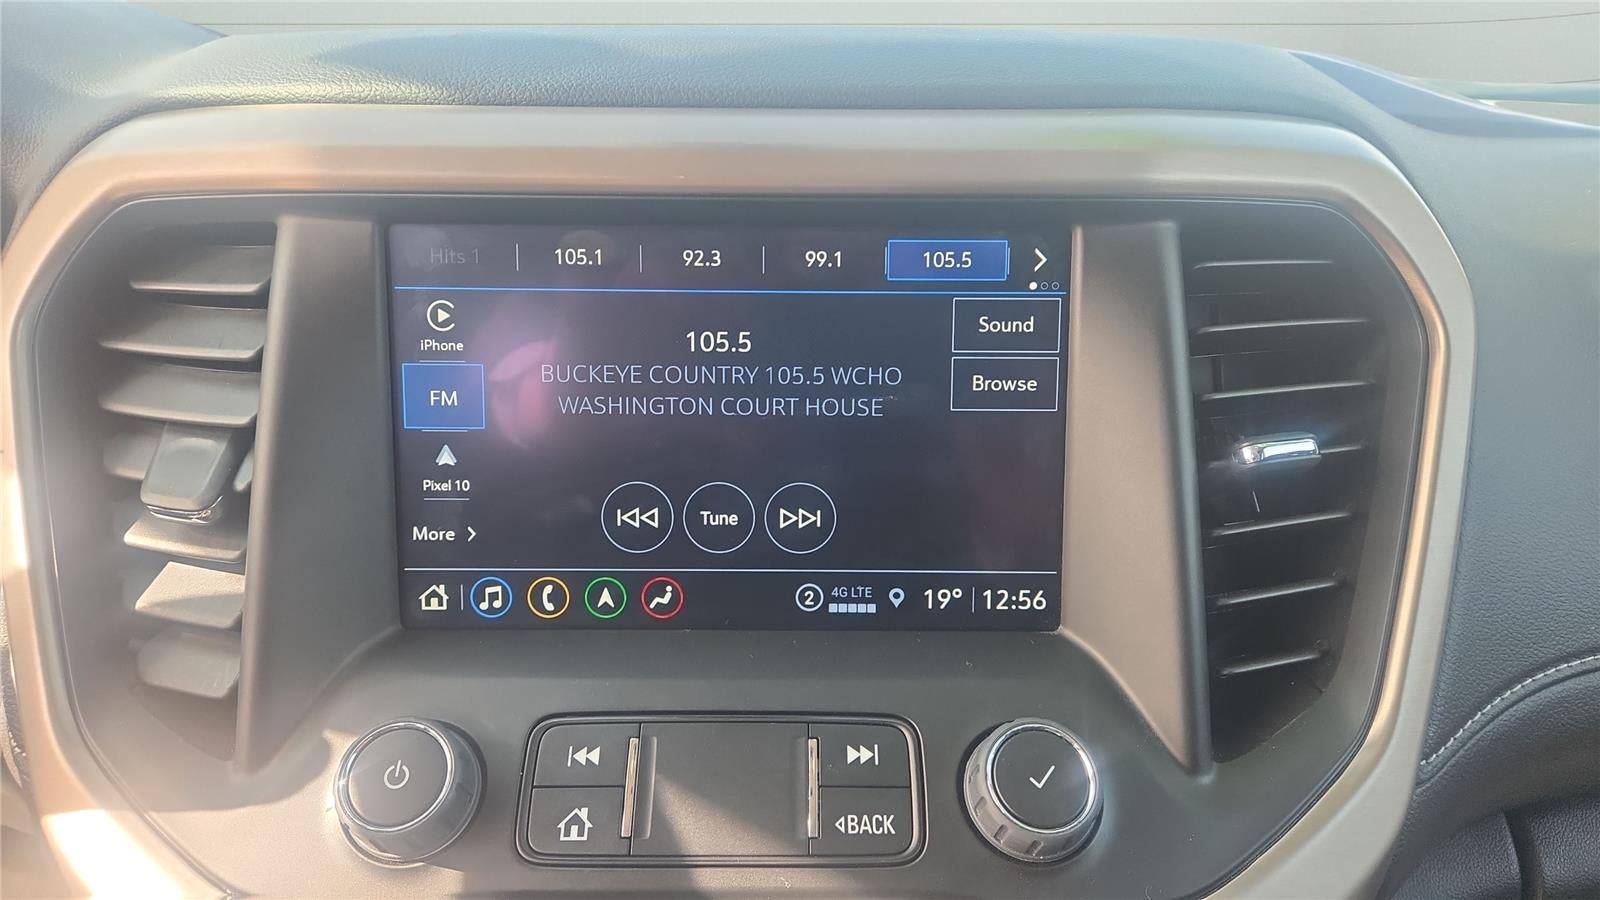 Hits 1
105.1
92.3
99.1
105.5
iPhone
FM
Pixel 10
More
105.5
BUCKEYE COUNTRY 105.5 WCHO
WASHINGTON COURT HOUSE
Sound
Browse
Tune
2
4G LTE
19°
12:56
BACK